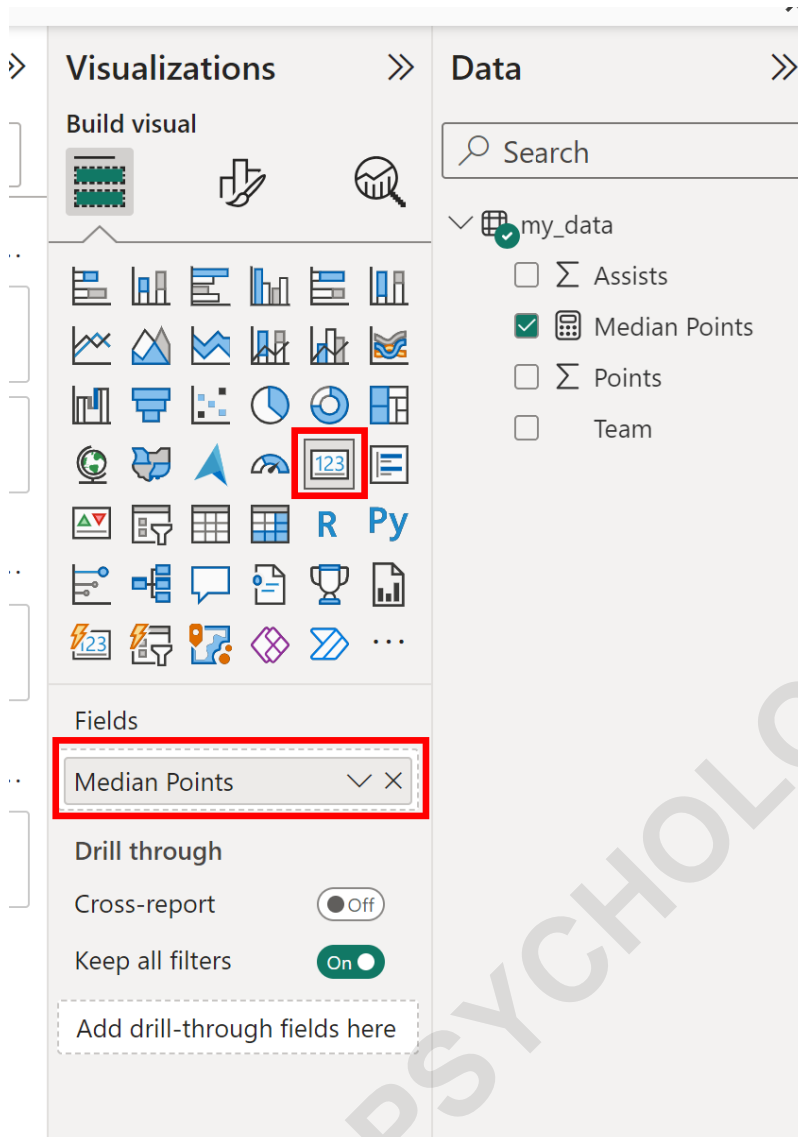 Visualizations
Build visual
123
R
Py
123
Fields
Median Points
Drill through
Cross-report
Off
Keep all filters
On
Add drill-through fields here
Data
Search
my_data
Assists
Median Points
Points
Team
PSYCHOLO